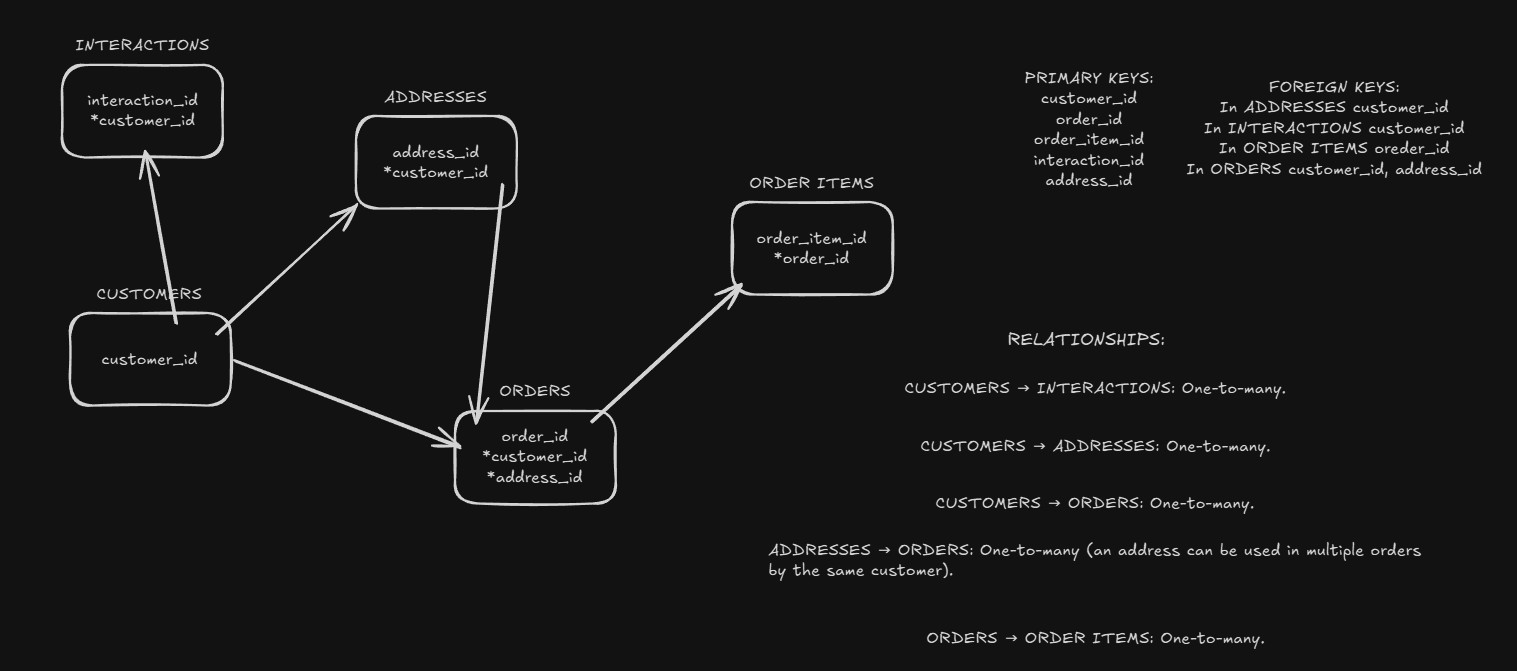 INTERACTIONS
interaction_id
*customer_id
ADDRESSES
address_id
*customer_id
ORDER ITEMS
order_item_id
*order_id
CUSTOMERS
customer_id
ORDERS
order_id
*customer_id
*address_id
PRIMARY KEYS:
customer_id
order_id
order_item_id
interaction_id
address_id
FOREIGN KEYS:
In ADDRESSES customer_id
In INTERACTIONS customer_id
In ORDER ITEMS oreder_id
In ORDERS customer_id, address_id
RELATIONSHIPS:
CUSTOMERS → INTERACTIONS: One-to-many.
CUSTOMERS → ADDRESSES: One-to-many.
CUSTOMERS → ORDERS: One-to-many.
ADDRESSES → ORDERS: One-to-many (an address can be used in multiple orders
by the same customer).
ORDERS → ORDER ITEMS: One-to-many.